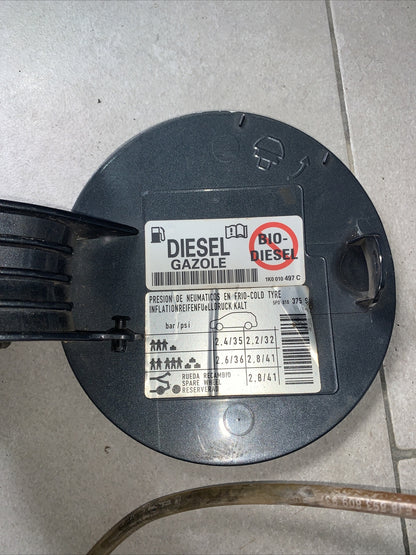 DIESEL
GAZOLE
BIO-
DIESEL
1K0 010 497 C
PRESION DE NEUMATICOS EN FRIO-COLD TYRE
INFLATIONREIFENFUELLDRUCK KALT
bar/psi
2.4/35 2.2/32
2.6/36 2.8/41
RUEDA RECAMBIO
SPARE WHEEL
RESERVERAD
2.8/41